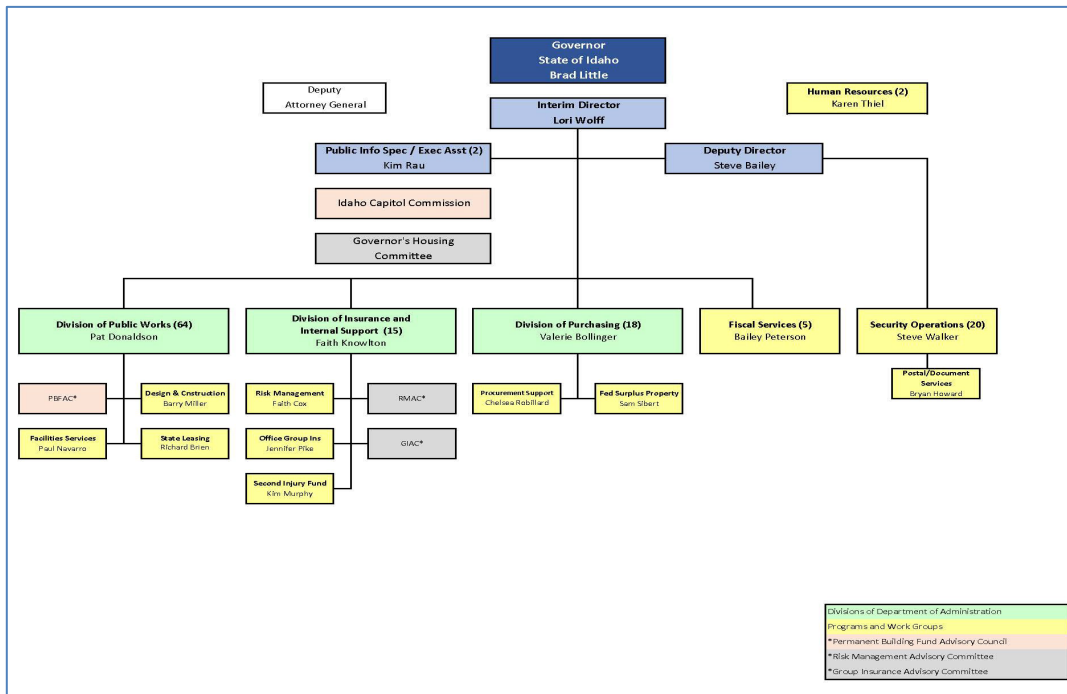 Governor
State of Idaho
Brad Little
Deputy
Attorney General
Human Resources (2)
Karen Thiel
Interim Director
Lori Wolff
Public Info Spec / Exec Asst (2)
Kim Rau
Deputy Director
Steve Bailey
Idaho Capitol Commission
Governor's Housing
Committee
Division of Public Works (64)
Pat Donaldson
Division of Insurance and
Internal Support (15)
Faith Knowlton
Division of Purchasing (18)
Valerie Bollinger
Fiscal Services (5)
Bailey Peterson
Security Operations (20)
Steve Walker
PBFAC*
Design & Cnstruction
Barry Miller
Risk Management
Faith Cox
RMAC*
Procurement Support
Chelsea Robillard
Fed Surplus Property
Sam Sibert
Postal/Document
Services
Bryan Howard
Facilities Services
Paul Navarro
State Leasing
Richard Brien
Office Group Ins
Jennifer Pike
GIAC*
Second Injury Fund
Kim Murphy
Divisions of Department of Administration
Programs and Work Groups
*Permanent Building Fund Advisory Council
*Risk Management Advisory Committee
*Group Insurance Advisory Committee